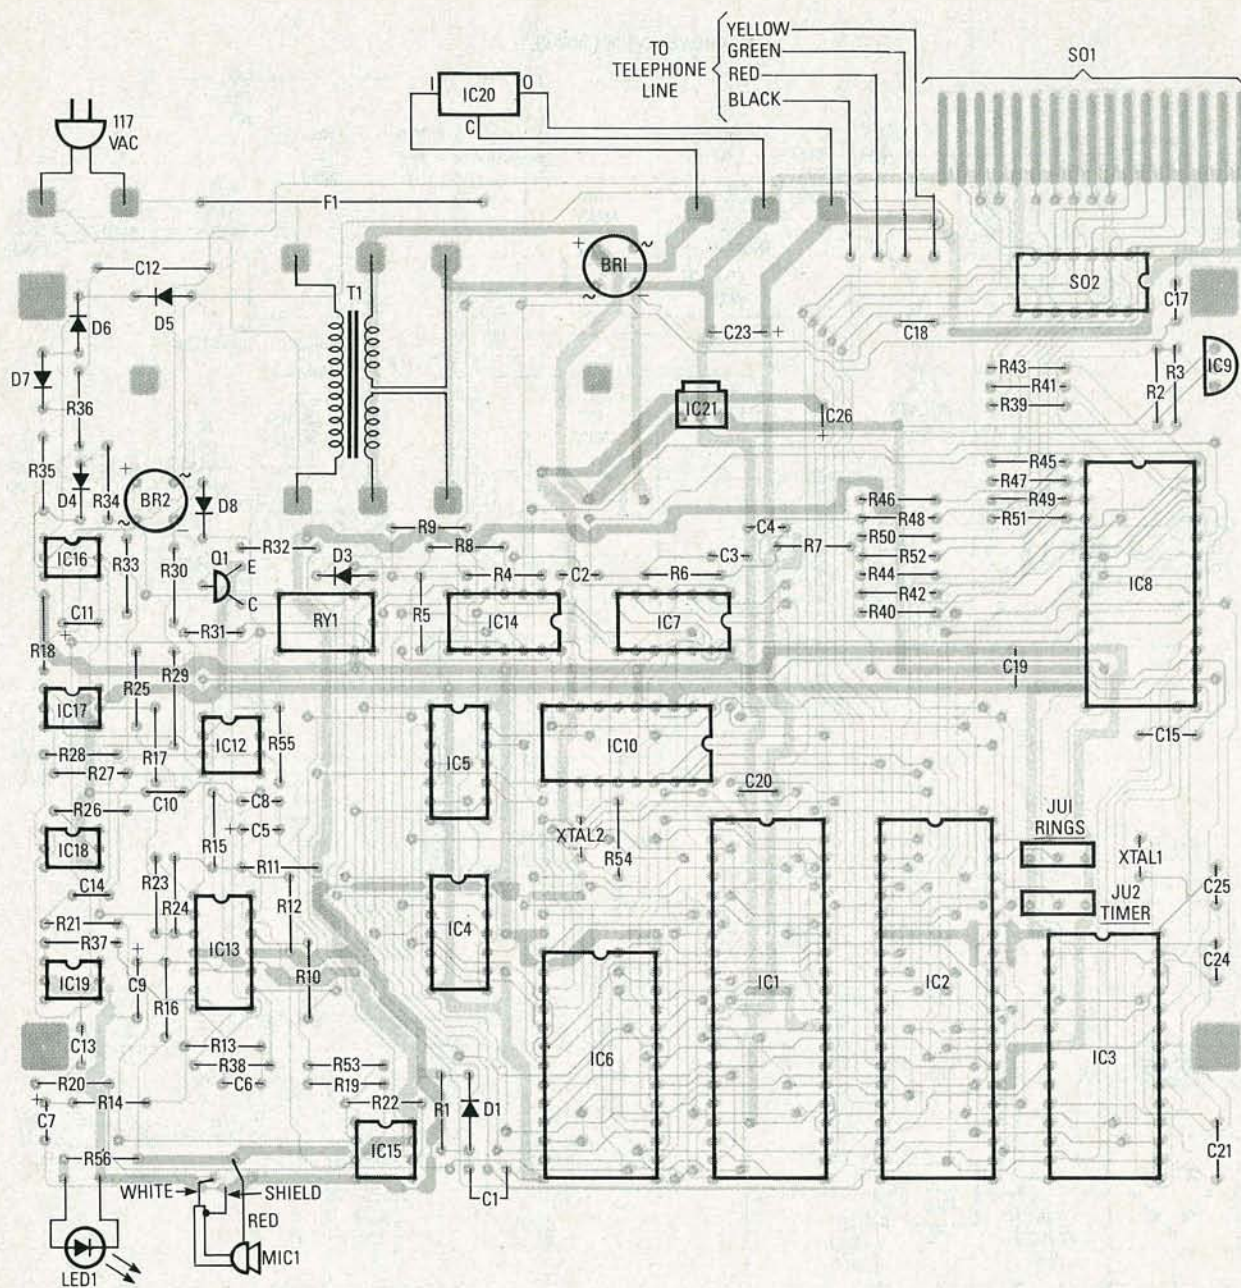 YELLOW
TO
GREEN
TELEPHONE
RED
LINE
BLACK
SO1
I
IC20
O
C
117
VAC
F1
+
~
BR1
~
−
C12
D5
D6
T1
SO2
C17
C23
+
C18
D7
R36
R43
R41
R39
R2
R3
IC9
IC21
C26
+
R35
D4
R34
+
~
BR2
~
−
D8
R45
R47
R49
R51
R46
R48
R50
R52
R44
R42
R40
IC8
R9
R8
C4
R7
C3
IC16
R33
R30
Q1
E
C
R32
D3
R4
C2
R6
R5
C11
+
R31
RY1
IC14
IC7
R18
R25
R29
C19
IC17
R28
R27
R17
IC12
R55
IC5
IC10
C15
R26
C10
C8
C20
+
C5
R15
XTAL2
R54
JU1
RINGS
XTAL1
IC18
R23
R24
R11
R12
C14
C25
JU2
TIMER
R21
R37
IC13
IC4
IC19
+
C9
R16
R10
C24
IC6
IC1
IC2
IC3
C13
R13
R38
R53
R20
C6
R19
+
C7
R14
R22
R1
D1
IC15
C21
R56
WHITE
SHIELD
C1
RED
MIC1
LED1